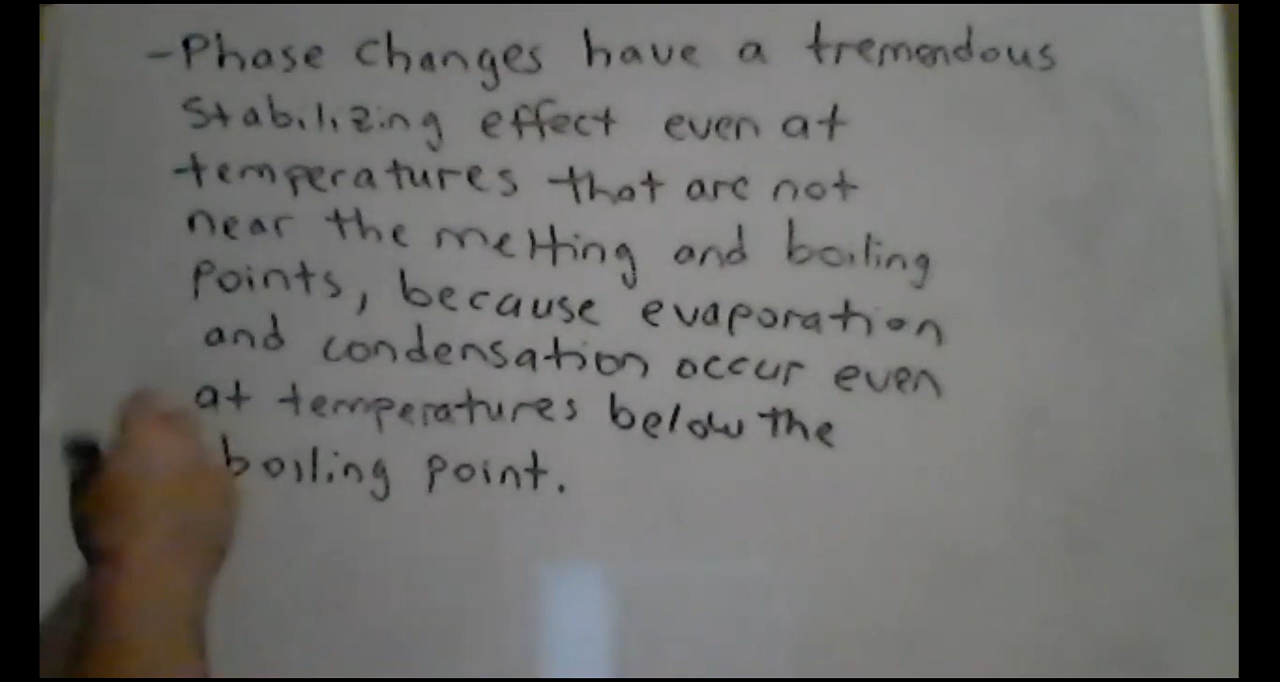 -Phase changes have a tremendous
stabilizing effect even at
temperatures that are not
near the melting and boiling
points, because evaporation
and condensation occur even
at temperatures below the
boiling point.